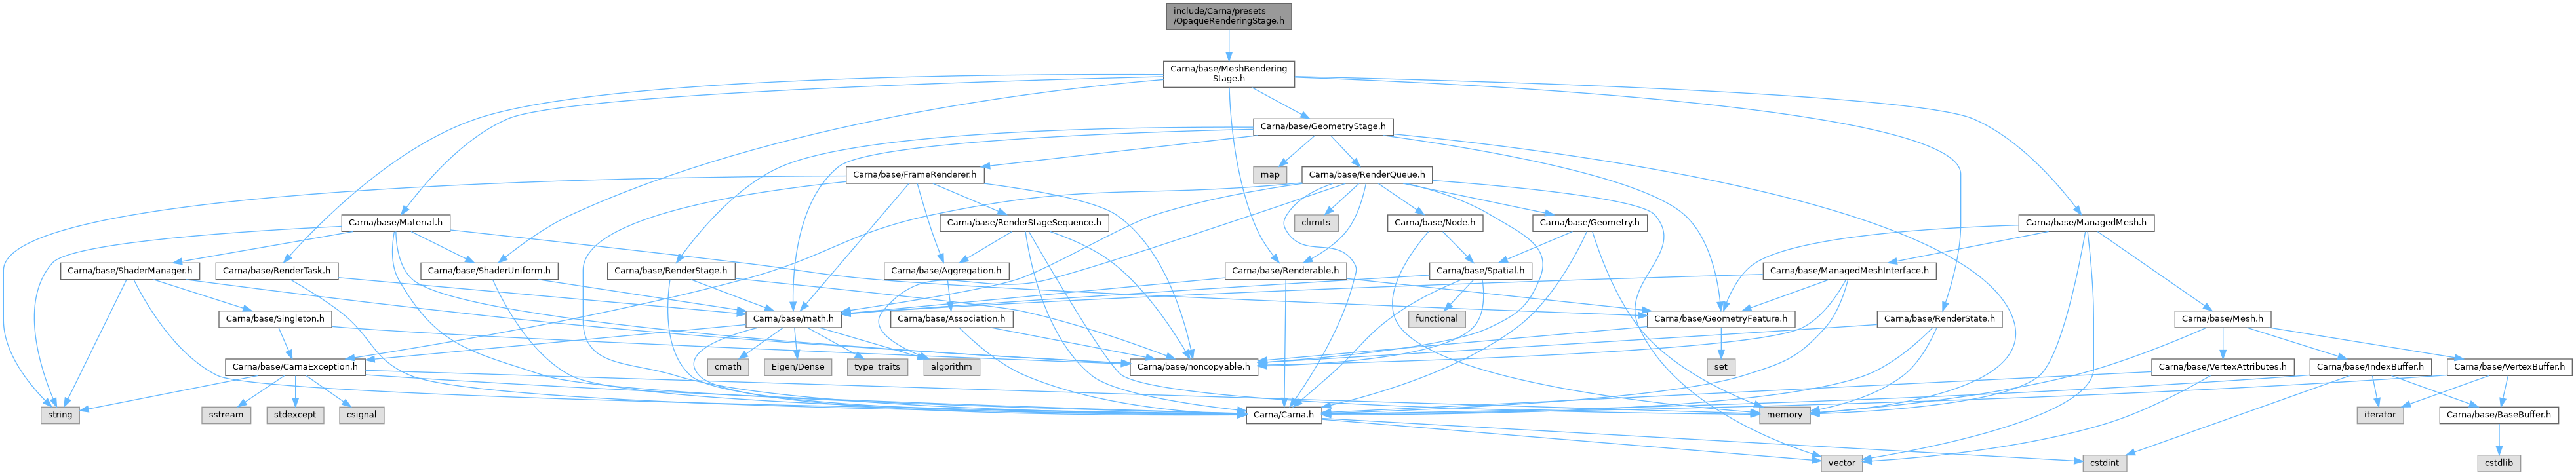 include/Carna/presets
/OpaqueRenderingStage.h
Carna/base/MeshRendering
Stage.h
Carna/base/GeometryStage.h
Carna/base/FrameRenderer.h
map
Carna/base/RenderQueue.h
Carna/base/Material.h
Carna/base/RenderStageSequence.h
climits
Carna/base/Node.h
Carna/base/Geometry.h
Carna/base/ManagedMesh.h
Carna/base/ShaderManager.h
Carna/base/RenderTask.h
Carna/base/ShaderUniform.h
Carna/base/RenderStage.h
Carna/base/Aggregation.h
Carna/base/Renderable.h
Carna/base/Spatial.h
Carna/base/ManagedMeshInterface.h
Carna/base/Singleton.h
Carna/base/math.h
Carna/base/Association.h
functional
Carna/base/GeometryFeature.h
Carna/base/RenderState.h
Carna/base/Mesh.h
Carna/base/CarnaException.h
cmath
Eigen/Dense
type_traits
algorithm
Carna/base/noncopyable.h
set
Carna/base/VertexAttributes.h
Carna/base/IndexBuffer.h
Carna/base/VertexBuffer.h
string
sstream
stdexcept
csignal
Carna/Carna.h
memory
iterator
Carna/base/BaseBuffer.h
vector
cstdint
cstdlib